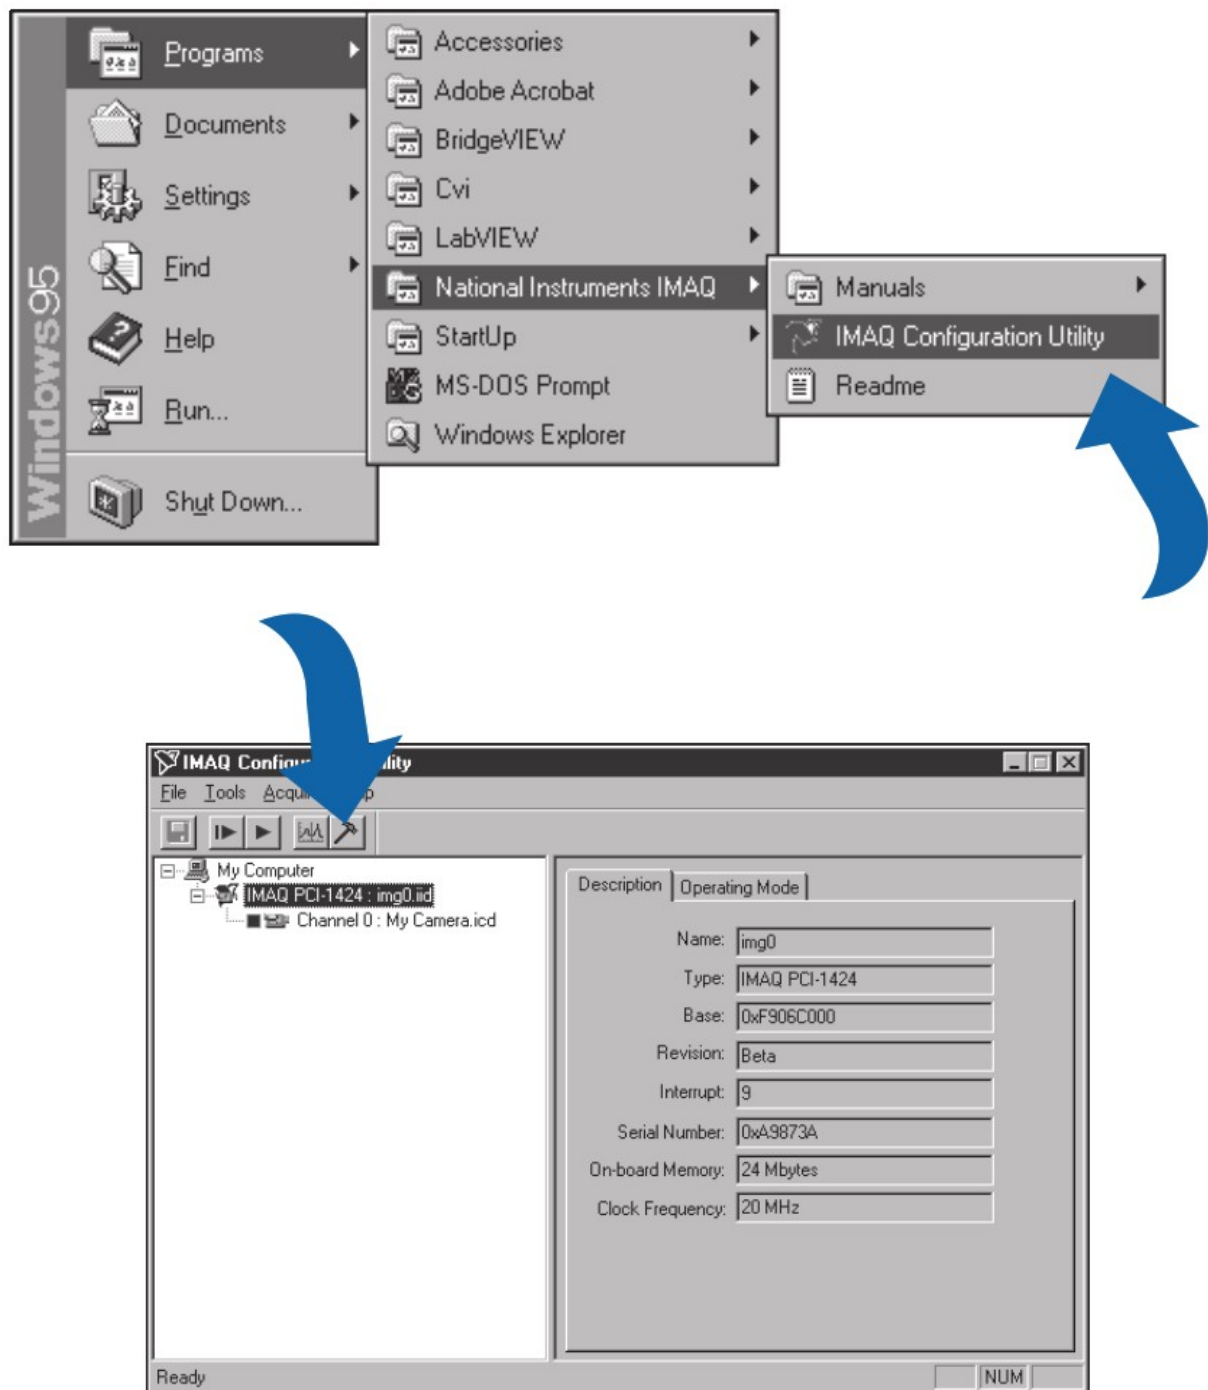 Windows95
Programs
Documents
Settings
Find
Help
Run...
Shut Down...
Accessories
Adobe Acrobat
BridgeVIEW
Cvi
LabVIEW
National Instruments IMAQ
StartUp
MS-DOS Prompt
Windows Explorer
Manuals
IMAQ Configuration Utility
Readme
IMAQ
File Tools
My Computer
IMAQ PCI-1424 : img0.iid
Channel 0 : My Camera.icd
Description Operating Mode
Name: img0
Type: IMAQ PCI-1424
Base: 0xF906C000
Revision: Beta
Interrupt: 9
Serial Number: 0xA9873A
On-board Memory: 24 Mbytes
Clock Frequency: 20 MHz
Ready NUM